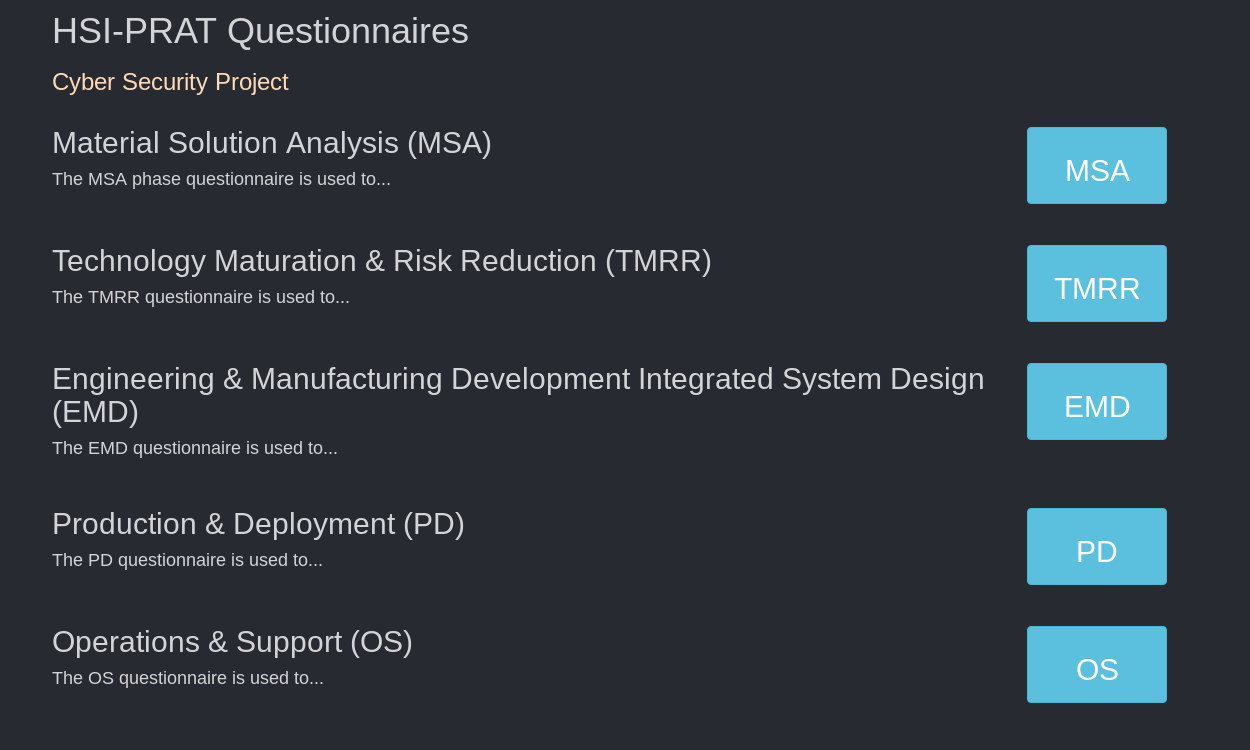 HSI-PRAT Questionnaires
Cyber Security Project
Material Solution Analysis (MSA)
The MSA phase questionnaire is used to...
MSA
Technology Maturation & Risk Reduction (TMRR)
The TMRR questionnaire is used to...
TMRR
Engineering & Manufacturing Development Integrated System Design
(EMD)
The EMD questionnaire is used to...
EMD
Production & Deployment (PD)
The PD questionnaire is used to...
PD
Operations & Support (OS)
The OS questionnaire is used to...
OS